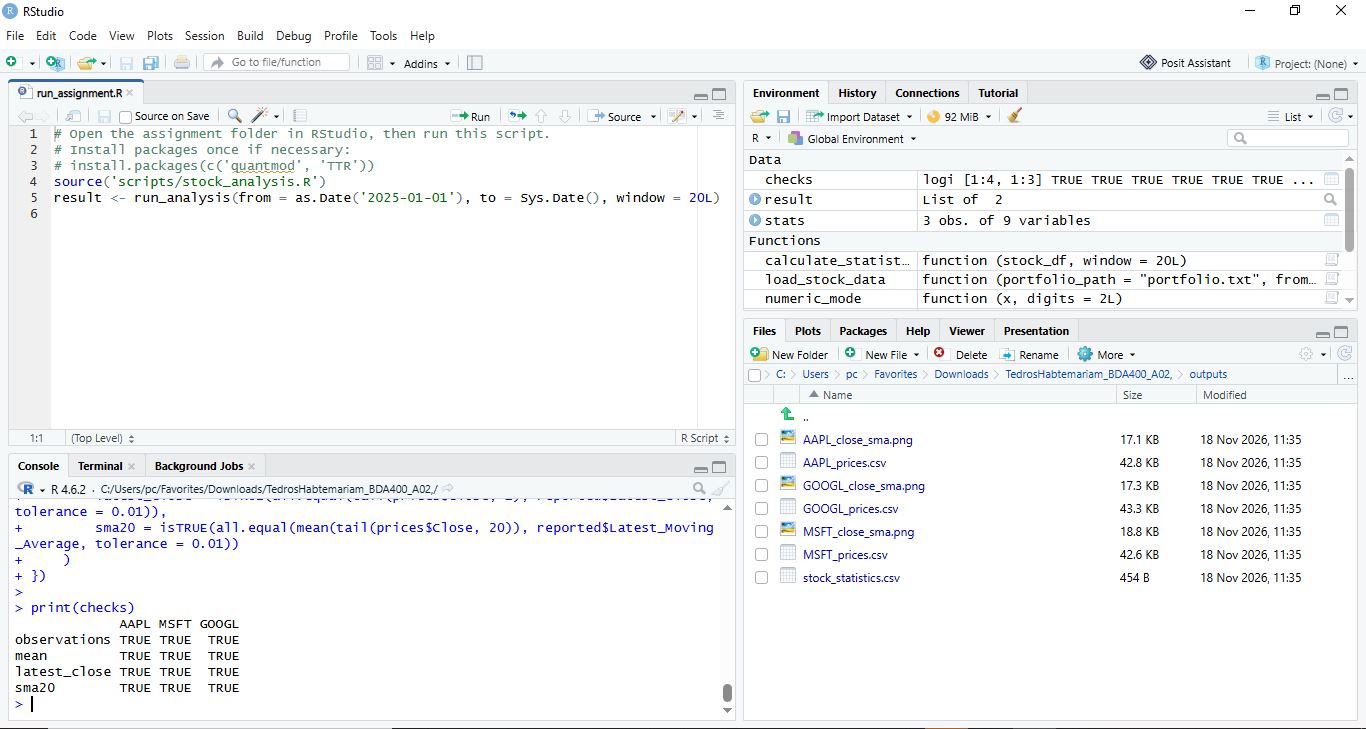 RStudio
File Edit Code View Plots Session Build Debug Profile Tools Help
Go to file/function Addins Posit Assistant Project: (None)
run_assignment.R
Source on Save Run Source
1 # Open the assignment folder in RStudio, then run this script.
2 # Install packages once if necessary:
3 # install.packages(c('quantmod', 'TTR'))
4 source('scripts/stock_analysis.R')
5 result <- run_analysis(from = as.Date('2025-01-01'), to = Sys.Date(), window = 20L)
6
1:1 (Top Level) R Script
Console Terminal Background Jobs
R 4.6.2 · C:/Users/pc/Favorites/Downloads/TedrosHabtemariam_BDA400_A02,/
tolerance = 0.01)),
+ sma20 = isTRUE(all.equal(mean(tail(prices$Close, 20)), reported$Latest_Moving
_Average, tolerance = 0.01))
+ )
+ })
>
> print(checks)
AAPL MSFT GOOGL
observations TRUE TRUE TRUE
mean TRUE TRUE TRUE
latest_close TRUE TRUE TRUE
sma20 TRUE TRUE TRUE
>
Environment History Connections Tutorial
Import Dataset 92 MiB List
R Global Environment
Data
checks logi [1:4, 1:3] TRUE TRUE TRUE TRUE TRUE TRUE ...
result List of 2
stats 3 obs. of 9 variables
Functions
calculate_statist… function (stock_df, window = 20L)
load_stock_data function (portfolio_path = "portfolio.txt", from…
numeric_mode function (x, digits = 2L)
Files Plots Packages Help Viewer Presentation
New Folder New File Delete Rename More
C: Users pc Favorites Downloads TedrosHabtemariam_BDA400_A02, outputs ...
Name Size Modified
..
AAPL_close_sma.png 17.1 KB 18 Nov 2026, 11:35
AAPL_prices.csv 42.8 KB 18 Nov 2026, 11:35
GOOGL_close_sma.png 17.3 KB 18 Nov 2026, 11:35
GOOGL_prices.csv 43.3 KB 18 Nov 2026, 11:35
MSFT_close_sma.png 18.8 KB 18 Nov 2026, 11:35
MSFT_prices.csv 42.6 KB 18 Nov 2026, 11:35
stock_statistics.csv 454 B 18 Nov 2026, 11:35